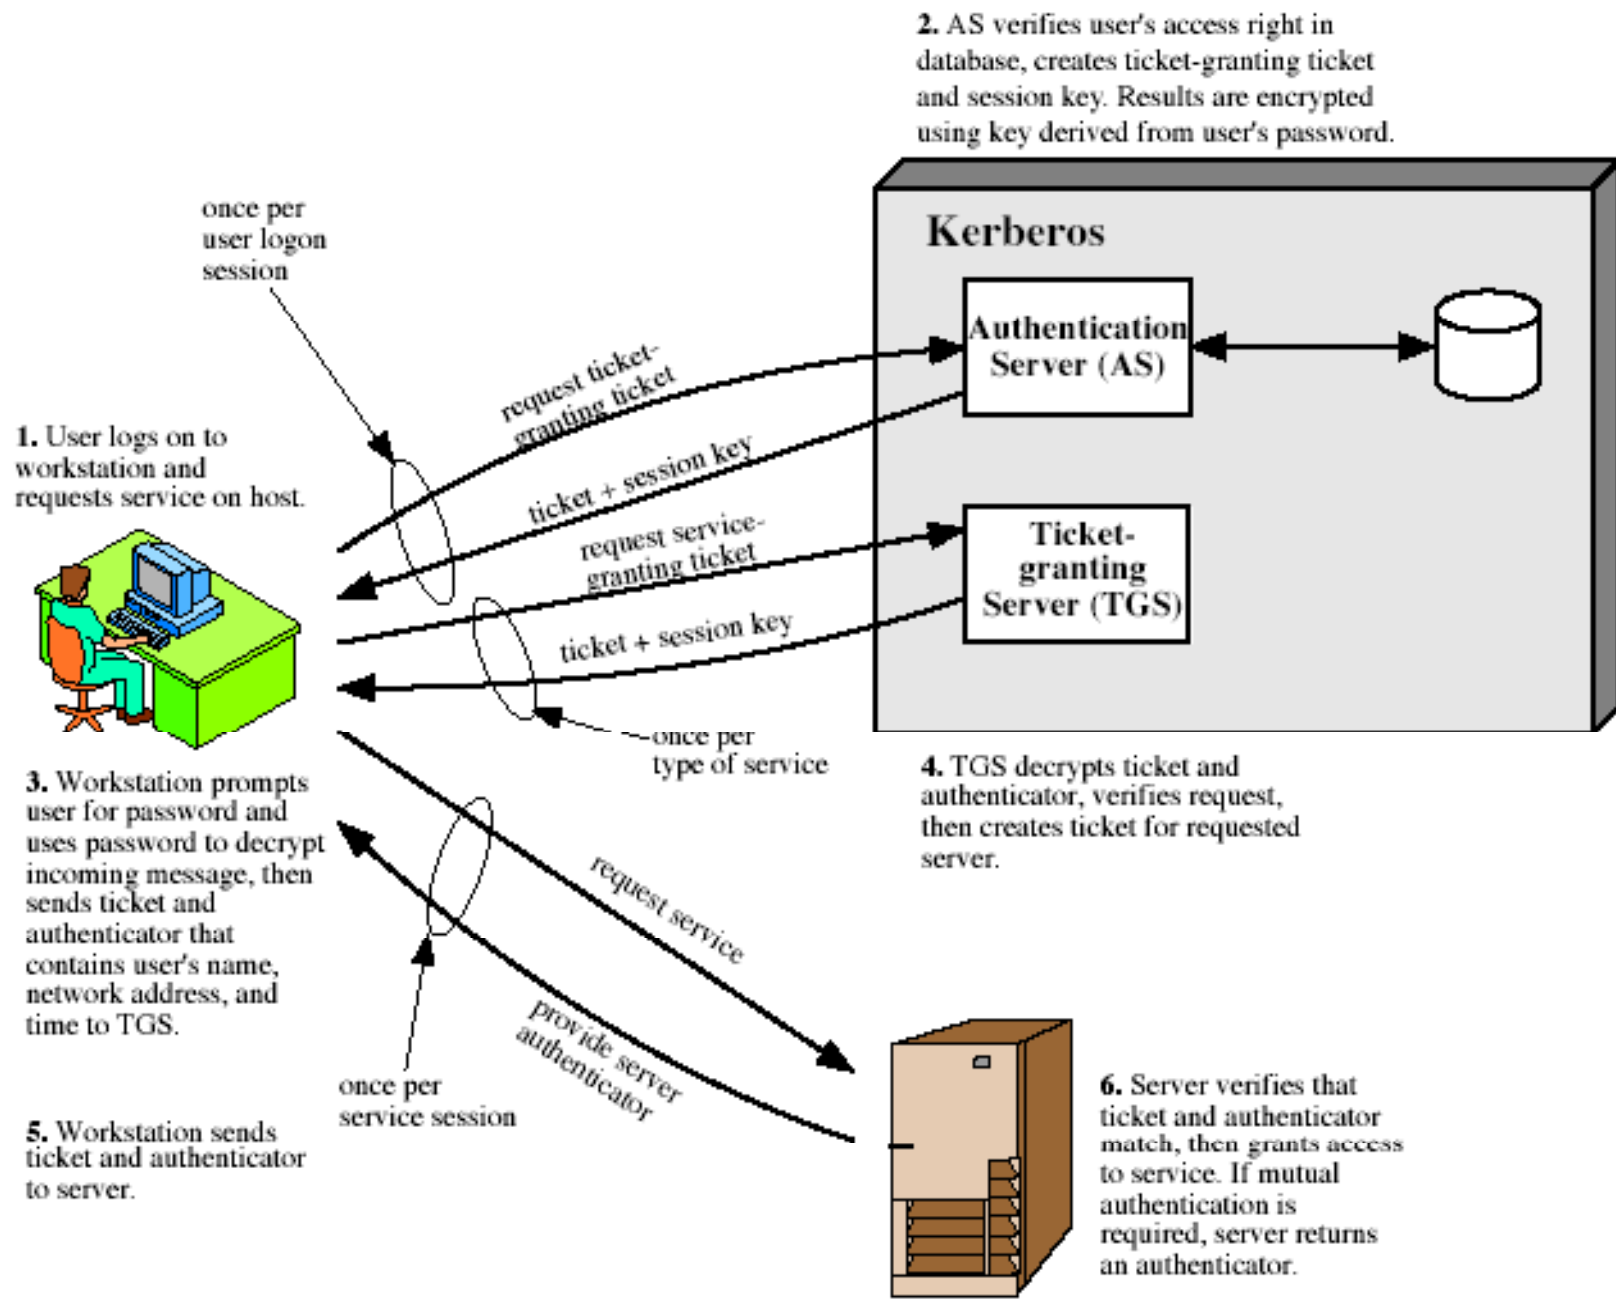 2. AS verifies user's access right in
database, creates ticket-granting ticket
and session key. Results are encrypted
using key derived from user's password.
once per
user logon
session
Kerberos
Authentication
Server (AS)
request ticket-
granting ticket
1. User logs on to
workstation and
requests service on host.
ticket + session key
request service-
granting ticket
Ticket-
granting
Server (TGS)
ticket + session key
once per
type of service
3. Workstation prompts
user for password and
uses password to decrypt
incoming message, then
sends ticket and
authenticator that
contains user's name,
network address, and
time to TGS.
4. TGS decrypts ticket and
authenticator, verifies request,
then creates ticket for requested
server.
request service
provide server
authenticator
once per
service session
5. Workstation sends
ticket and authenticator
to server.
6. Server verifies that
ticket and authenticator
match, then grants access
to service. If mutual
authentication is
required, server returns
an authenticator.